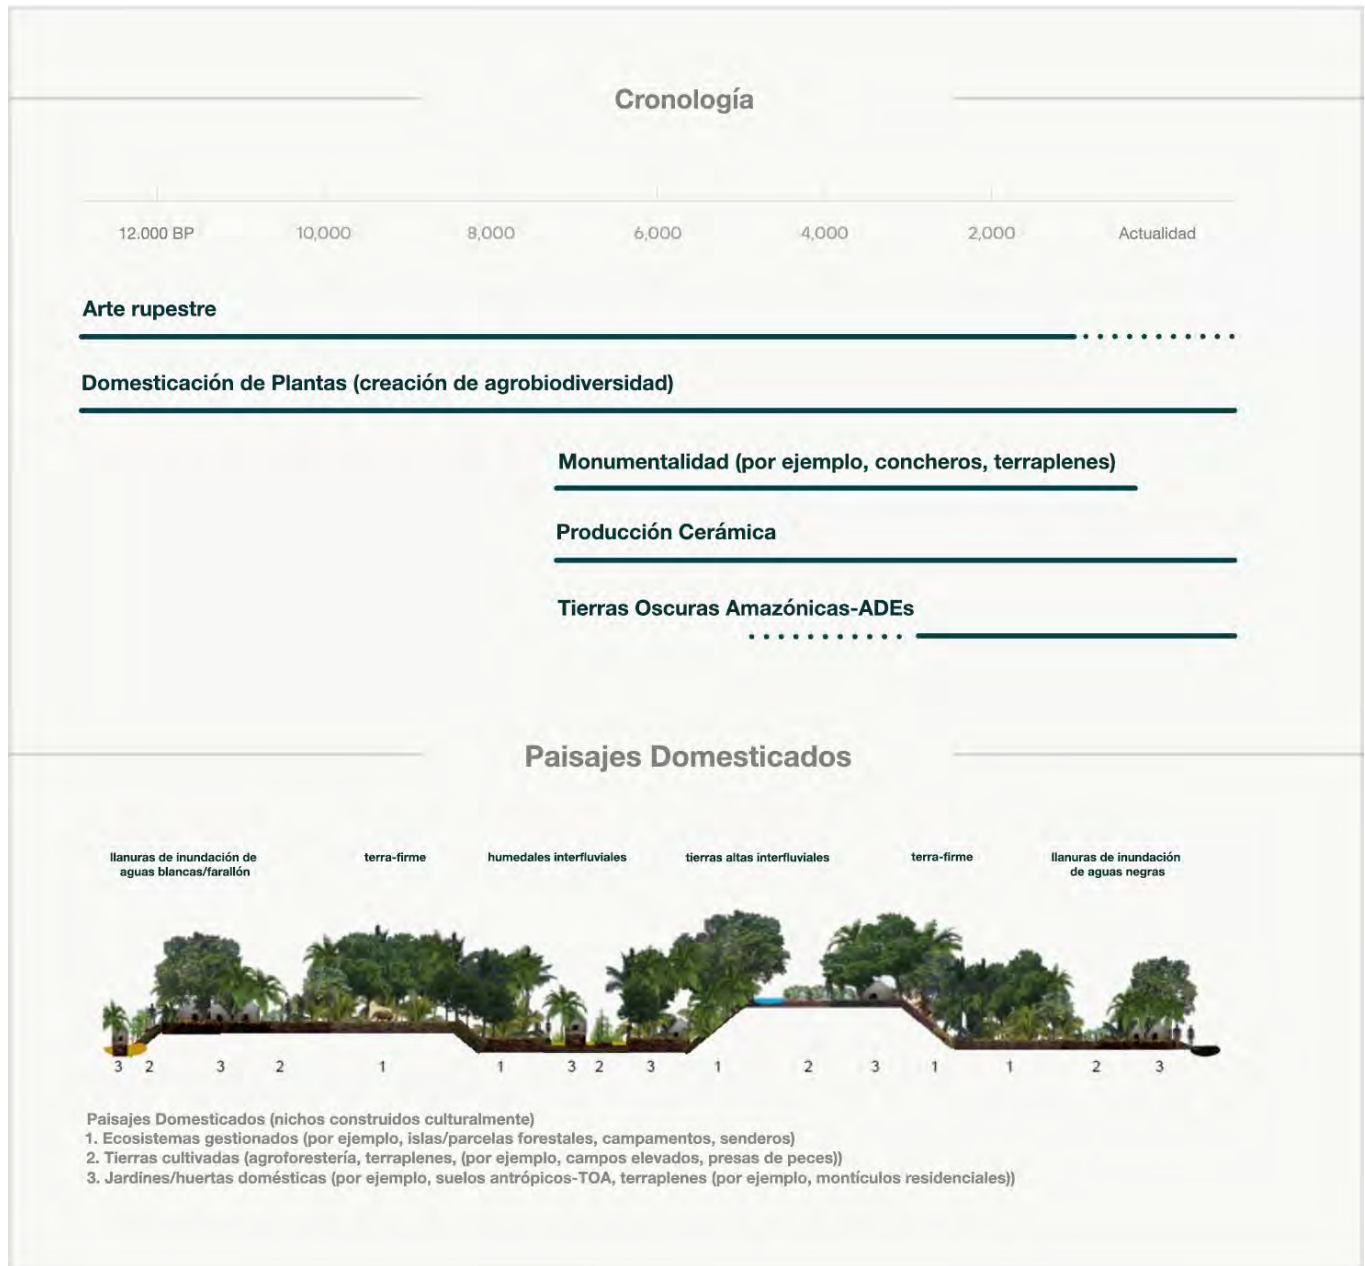 Cronología
12.000 BP 10,000 8,000 6,000 4,000 2,000 Actualidad
Arte rupestre
Domesticación de Plantas (creación de agrobiodiversidad)
Monumentalidad (por ejemplo, concheros, terraplenes)
Producción Cerámica
Tierras Oscuras Amazónicas-ADEs
Paisajes Domesticados
llanuras de inundación de
aguas blancas/farallón
terra-firme
humedales interfluviales
tierras altas interfluviales
terra-firme
llanuras de inundación
de aguas negras
3 2 3 2 1 1 3 2 3 1 2 3 1 1 2 3
Paisajes Domesticados (nichos construidos culturalmente)
1. Ecosistemas gestionados (por ejemplo, islas/parcelas forestales, campamentos, senderos)
2. Tierras cultivadas (agroforestería, terraplenes, (por ejemplo, campos elevados, presas de peces))
3. Jardines/huertas domésticas (por ejemplo, suelos antrópicos-TOA, terraplenes (por ejemplo, montículos residenciales))